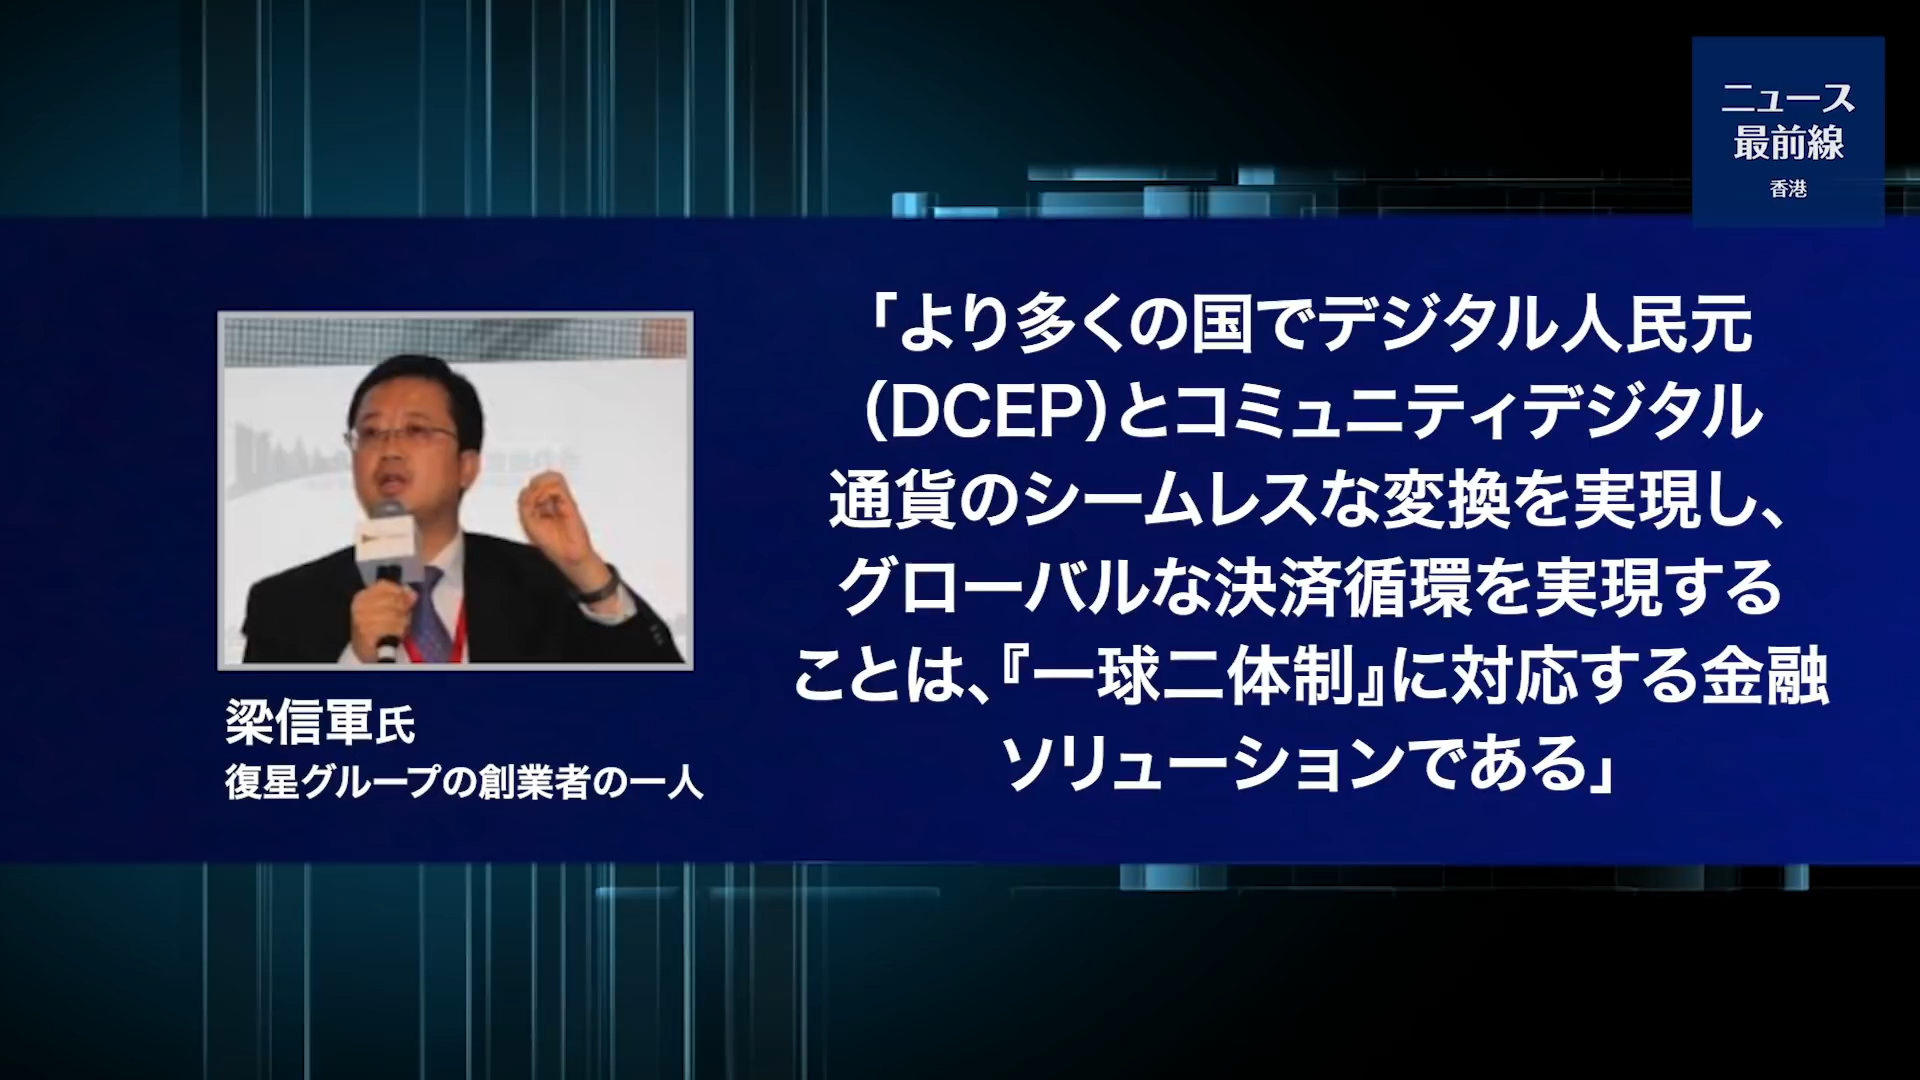 ニュース
最前線
香港
「より多くの国でデジタル人民元
（DCEP）とコミュニティデジタル
通貨のシームレスな変換を実現し、
グローバルな決済循環を実現する
ことは、『一球二体制』に対応する金融
ソリューションである」
梁信軍氏
復星グループの創業者の一人